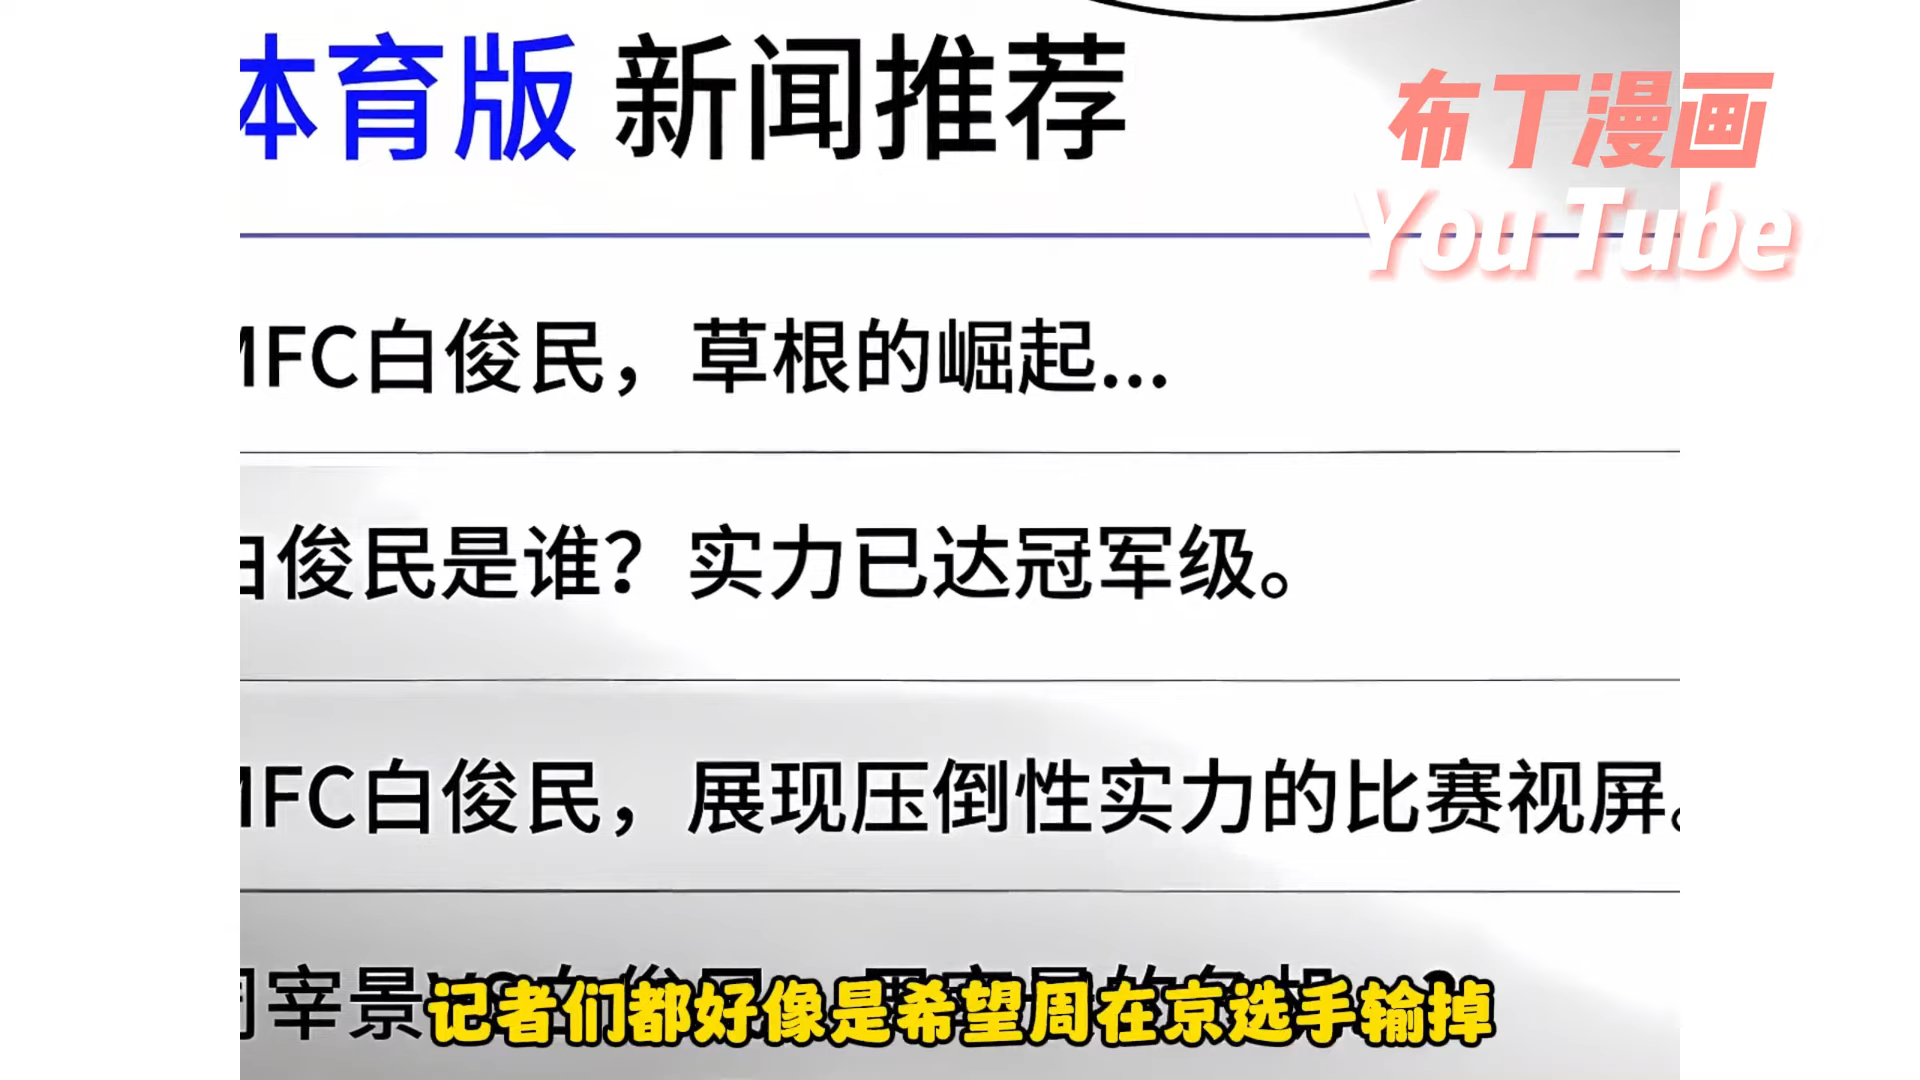 体育版 新闻推荐
布丁漫画
YouTube
MFC白俊民，草根的崛起...
白俊民是谁？实力已达冠军级。
MFC白俊民，展现压倒性实力的比赛视屏。
宰景
记者们都好像是希望周在京选手输掉